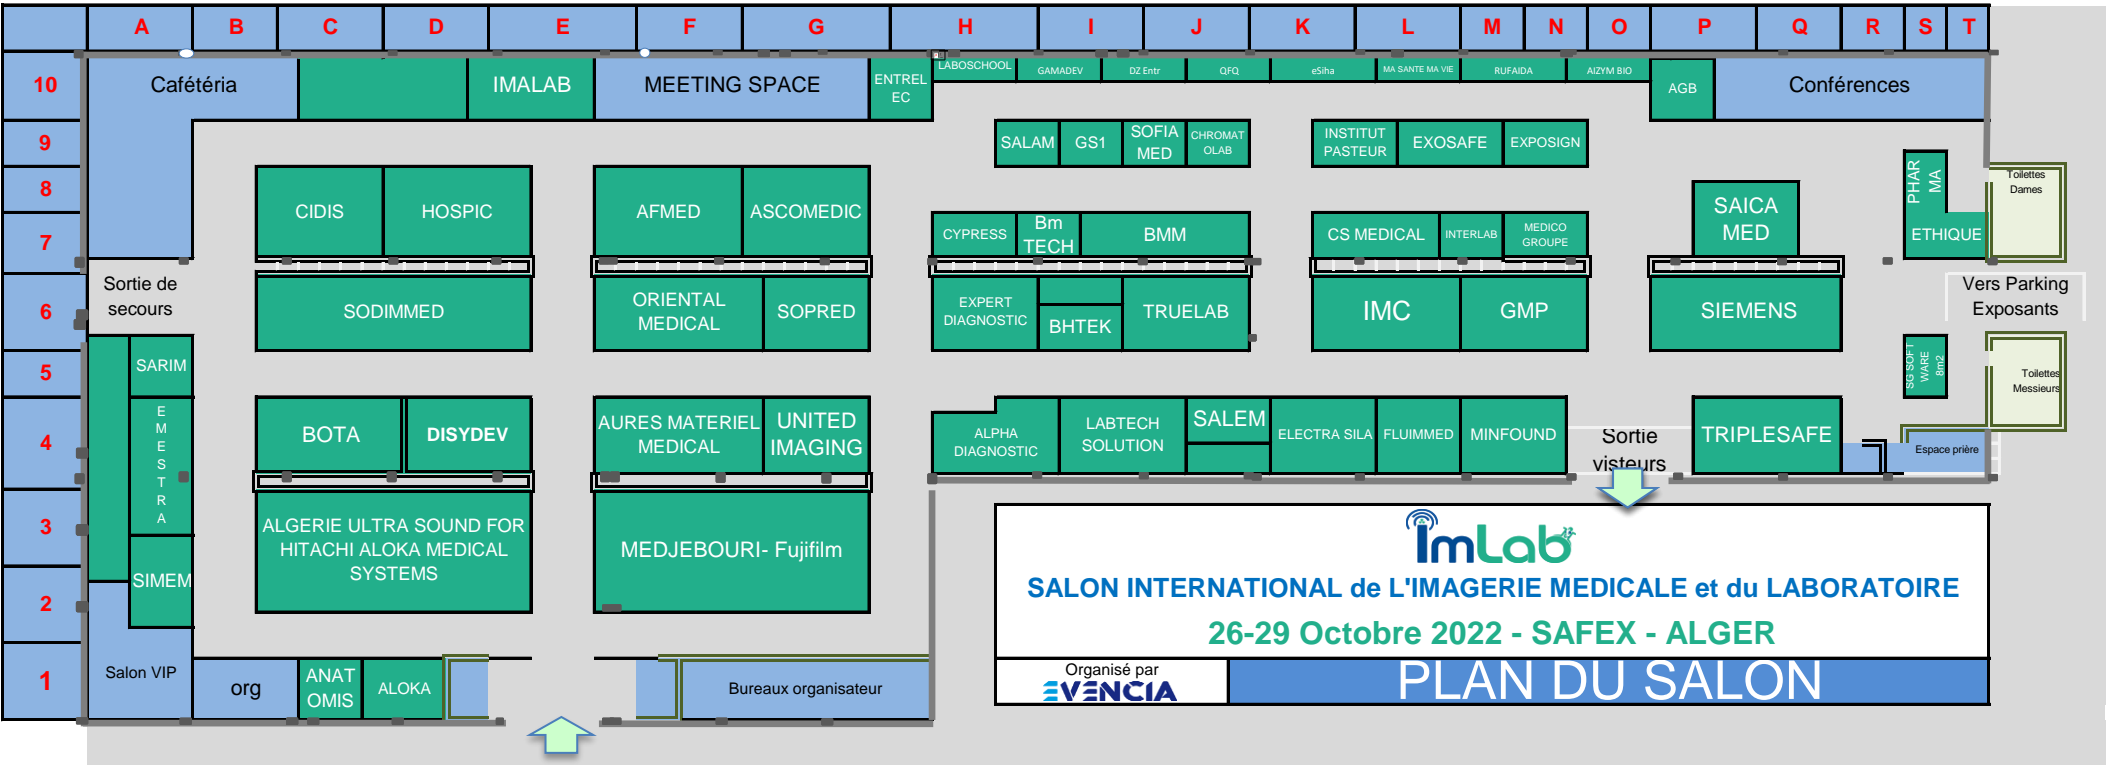 A B C D E F G H I J K L M N O P Q R S T
10
9
8
7
6
5
4
3
2
1
Cafétéria
IMALAB
MEETING SPACE
ENTREL
EC
LABOSCHOOL
GAMADEV
DZ Entr
QFQ
eSiha
MA SANTE MA VIE
RUFAIDA
AIZYM BIO
AGB
Conférences
SALAM
GS1
SOFIA
MED
CHROMAT
OLAB
INSTITUT
PASTEUR
EXOSAFE
EXPOSIGN
CIDIS
HOSPIC
AFMED
ASCOMEDIC
CYPRESS
Bm
TECH
BMM
CS MEDICAL
INTERLAB
MEDICO
GROUPE
SAICA
MED
PHAR
MA
ETHIQUE
Toilettes
Dames
Sortie de
secours
SODIMMED
ORIENTAL
MEDICAL
SOPRED
EXPERT
DIAGNOSTIC
BHTEK
TRUELAB
IMC
GMP
SIEMENS
Vers Parking
Exposants
SARIM
SG SOFT
WARE
8m2
Toilettes
Messieurs
E
M
E
S
T
R
A
BOTA
DISYDEV
AURES MATERIEL
MEDICAL
UNITED
IMAGING
ALPHA
DIAGNOSTIC
LABTECH
SOLUTION
SALEM
ELECTRA SILA
FLUIMMED
MINFOUND
Sortie
visteurs
TRIPLESAFE
Espace prière
SIMEM
ALGERIE ULTRA SOUND FOR
HITACHI ALOKA MEDICAL
SYSTEMS
MEDJEBOURI- Fujifilm
ImLab
SALON INTERNATIONAL de L'IMAGERIE MEDICALE et du LABORATOIRE
26-29 Octobre 2022 - SAFEX - ALGER
Salon VIP
org
ANAT
OMIS
ALOKA
Bureaux organisateur
Organisé par
EVENCIA
PLAN DU SALON